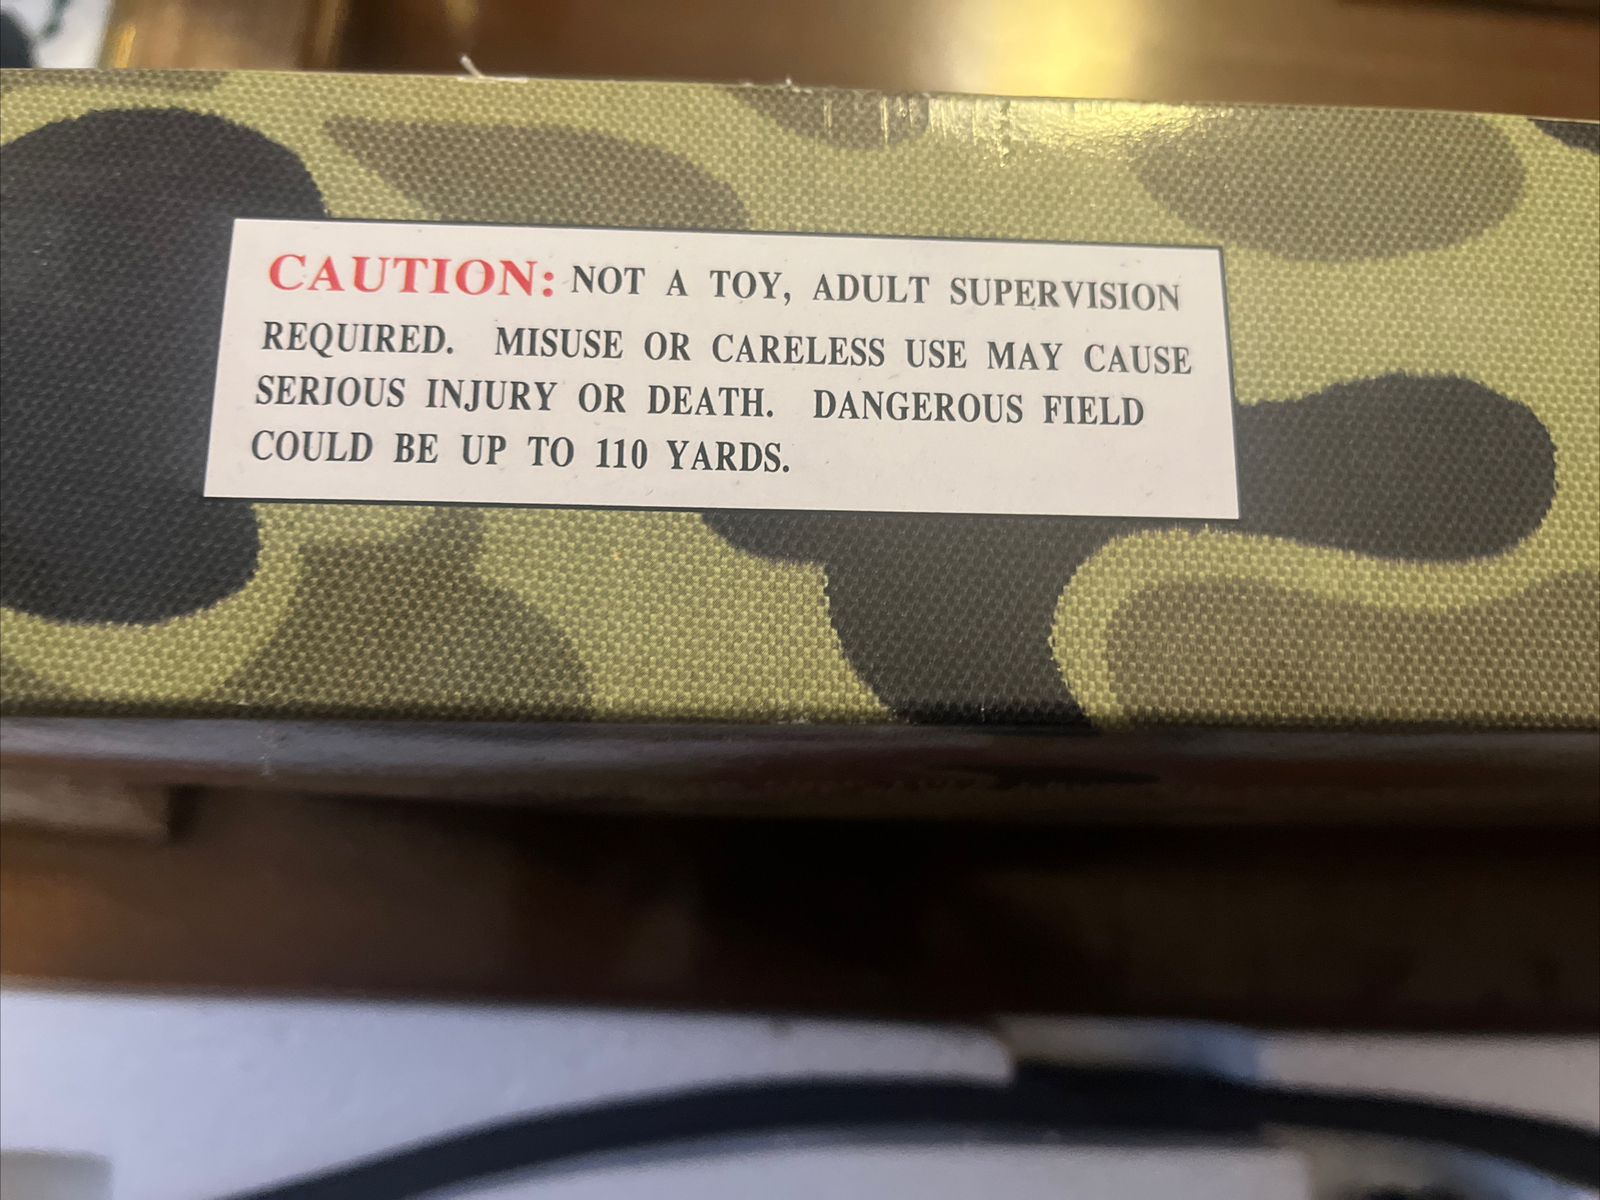 CAUTION: NOT A TOY, ADULT SUPERVISION
REQUIRED. MISUSE OR CARELESS USE MAY CAUSE
SERIOUS INJURY OR DEATH. DANGEROUS FIELD
COULD BE UP TO 110 YARDS.